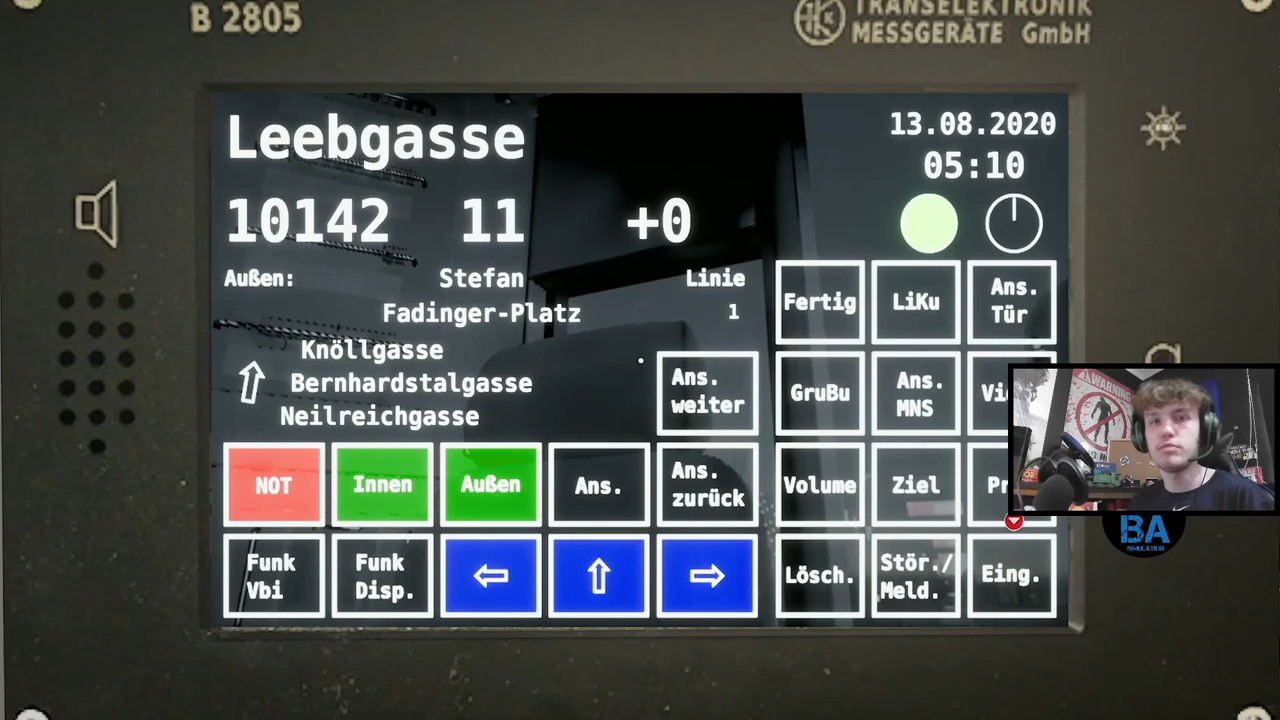 B 2805
TRANSELEKTRONIK
MESSGERÄTE GmbH
Leebgasse
13.08.2020
05:10
10142 11 +0
Außen: Stefan Linie
Fadinger-Platz 1
Knöllgasse
Bernhardstalgasse
Neilreichgasse
Ans.
weiter
Fertig
LiKu
Ans.
Tür
GruBu
Ans.
MNS
NOT
Innen
Außen
Ans.
Ans.
zurück
Volume
Ziel
Funk
Vbi
Funk
Disp.
Lösch.
Stör./
Meld.
Eing.
WARNING
BA
SIMULATION